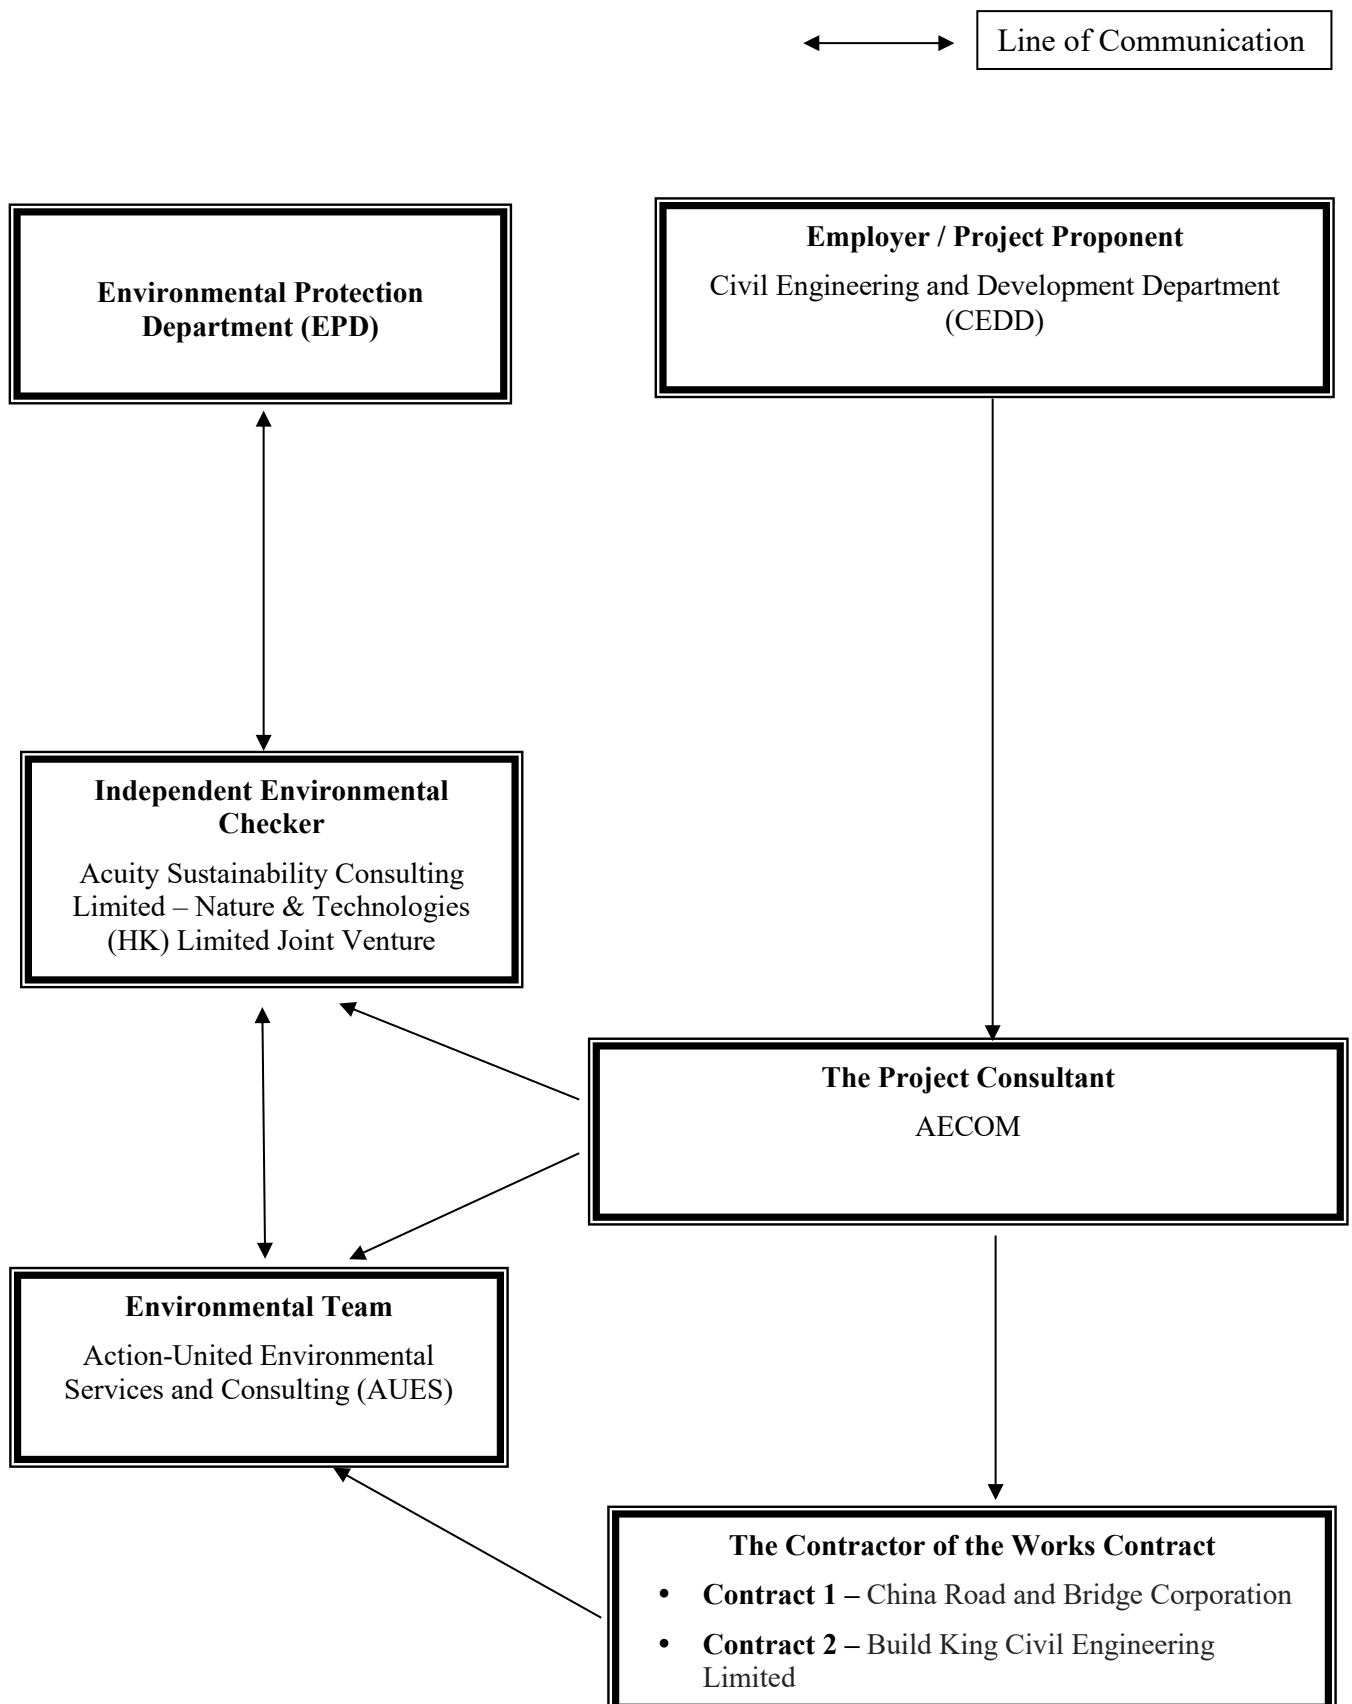 Line of Communication
Environmental Protection
Department (EPD)
Employer / Project Proponent
Civil Engineering and Development Department
(CEDD)
Independent Environmental
Checker
Acuity Sustainability Consulting
Limited – Nature & Technologies
(HK) Limited Joint Venture
The Project Consultant
AECOM
Environmental Team
Action-United Environmental
Services and Consulting (AUES)
The Contractor of the Works Contract
• Contract 1 – China Road and Bridge Corporation
• Contract 2 – Build King Civil Engineering
Limited